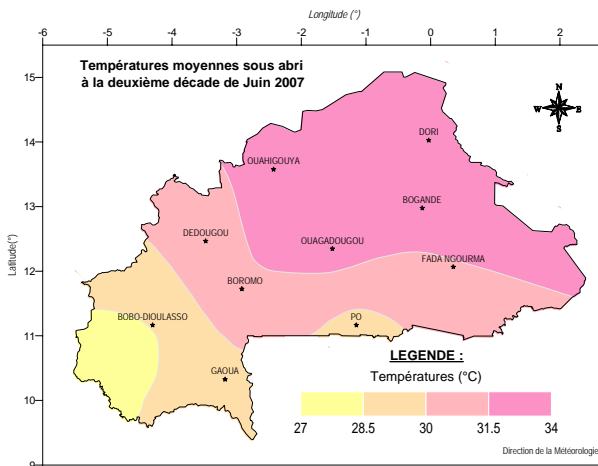 Longitude (°)
-6 -5 -4 -3 -2 -1 0 1 2
Températures moyennes sous abri
à la deuxième décade de Juin 2007
15
14
13
12
11
10
9
Latitude(°)
N
W E
S
DORI
OUAHIGOUYA
BOGANDE
DEDOUGOU
OUAGADOUGOU
FADA NGOURMA
BOROMO
BOBO-DIOULASSO
PO
GAOUA
LEGENDE :
Températures (°C)
27 28.5 30 31.5 34
Direction de la Météorologie